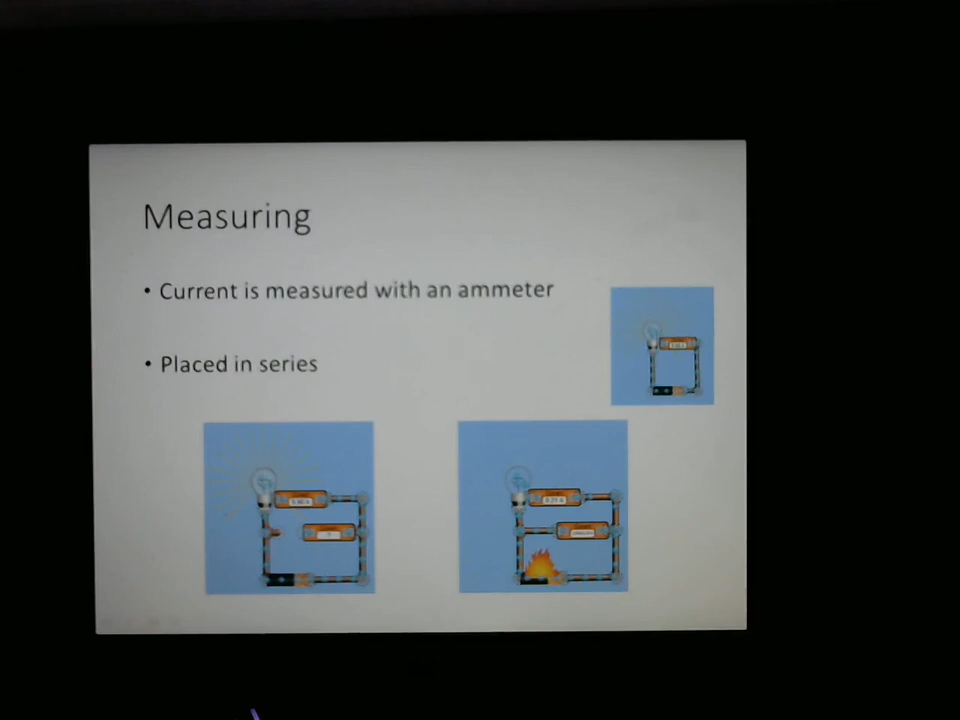 Measuring
• Current is measured with an ammeter
• Placed in series